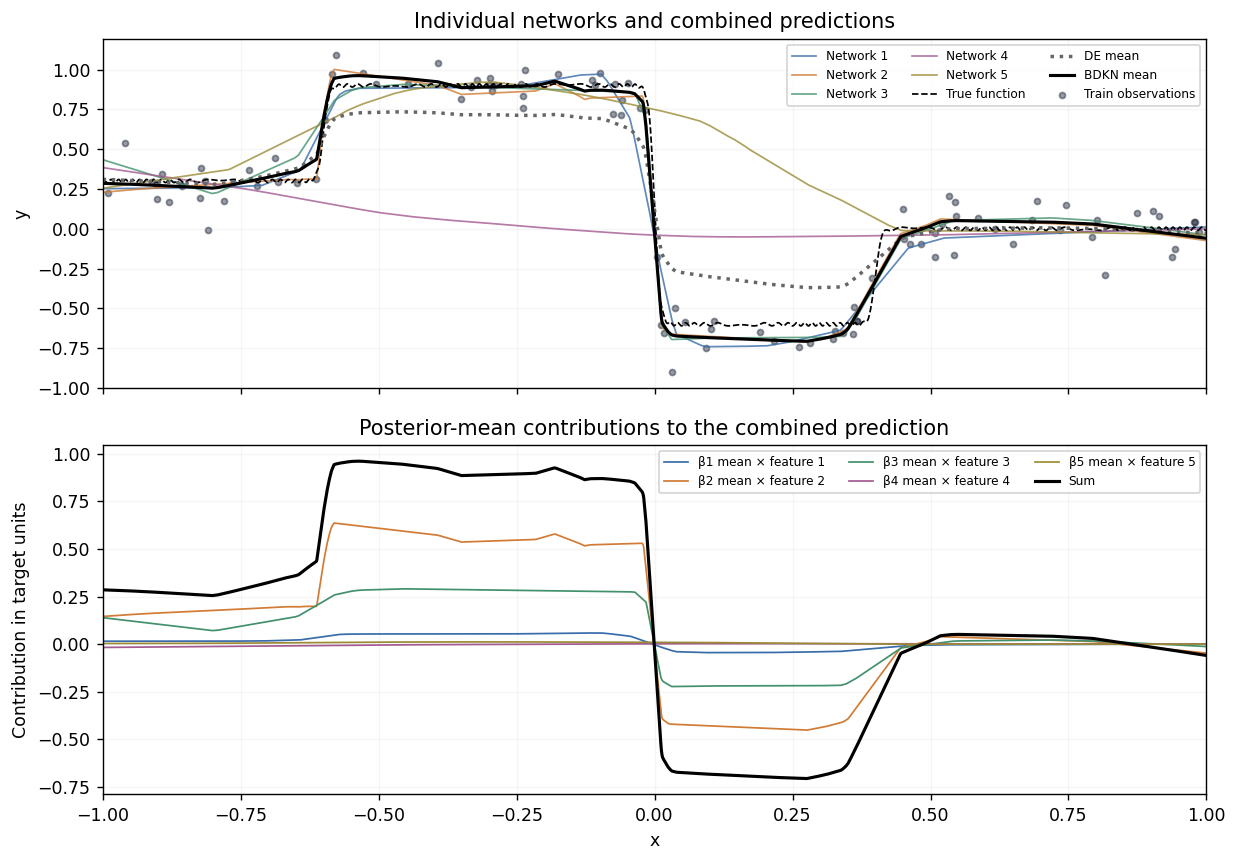 Individual networks and combined predictions
1.00
0.75
0.50
0.25
0.00
−0.25
−0.50
−0.75
−1.00
y
Network 1
Network 2
Network 3
Network 4
Network 5
True function
DE mean
BDKN mean
Train observations
Posterior-mean contributions to the combined prediction
1.00
0.75
0.50
0.25
0.00
−0.25
−0.50
−0.75
Contribution in target units
β1 mean × feature 1
β2 mean × feature 2
β3 mean × feature 3
β4 mean × feature 4
β5 mean × feature 5
Sum
−1.00 −0.75 −0.50 −0.25 0.00 0.25 0.50 0.75 1.00
x